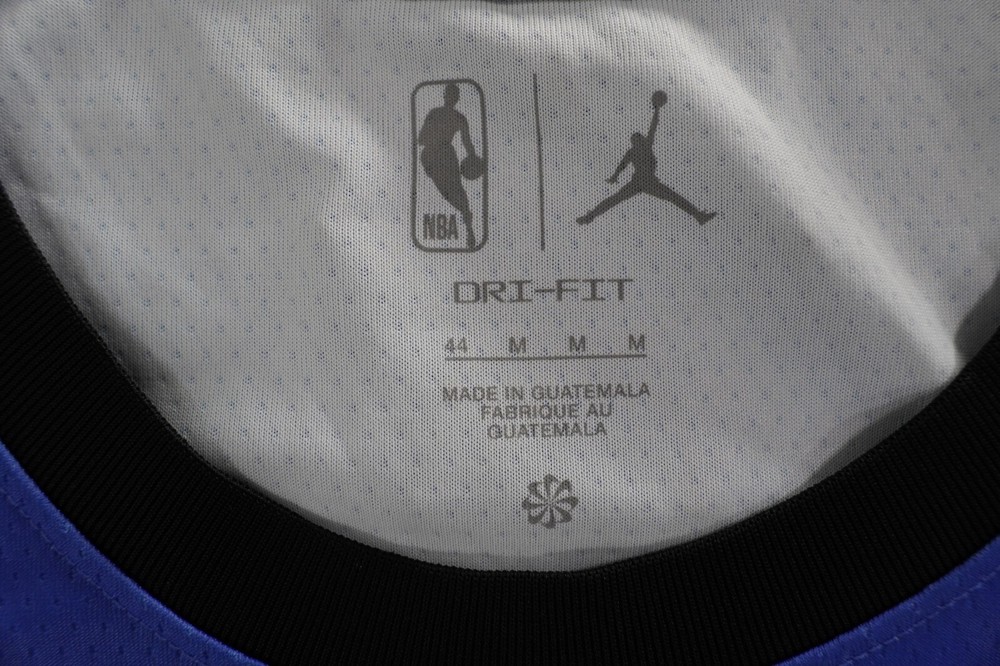 NBA
DRI-FIT
44 M M M
MADE IN GUATEMALA
FABRIQUE AU
GUATEMALA